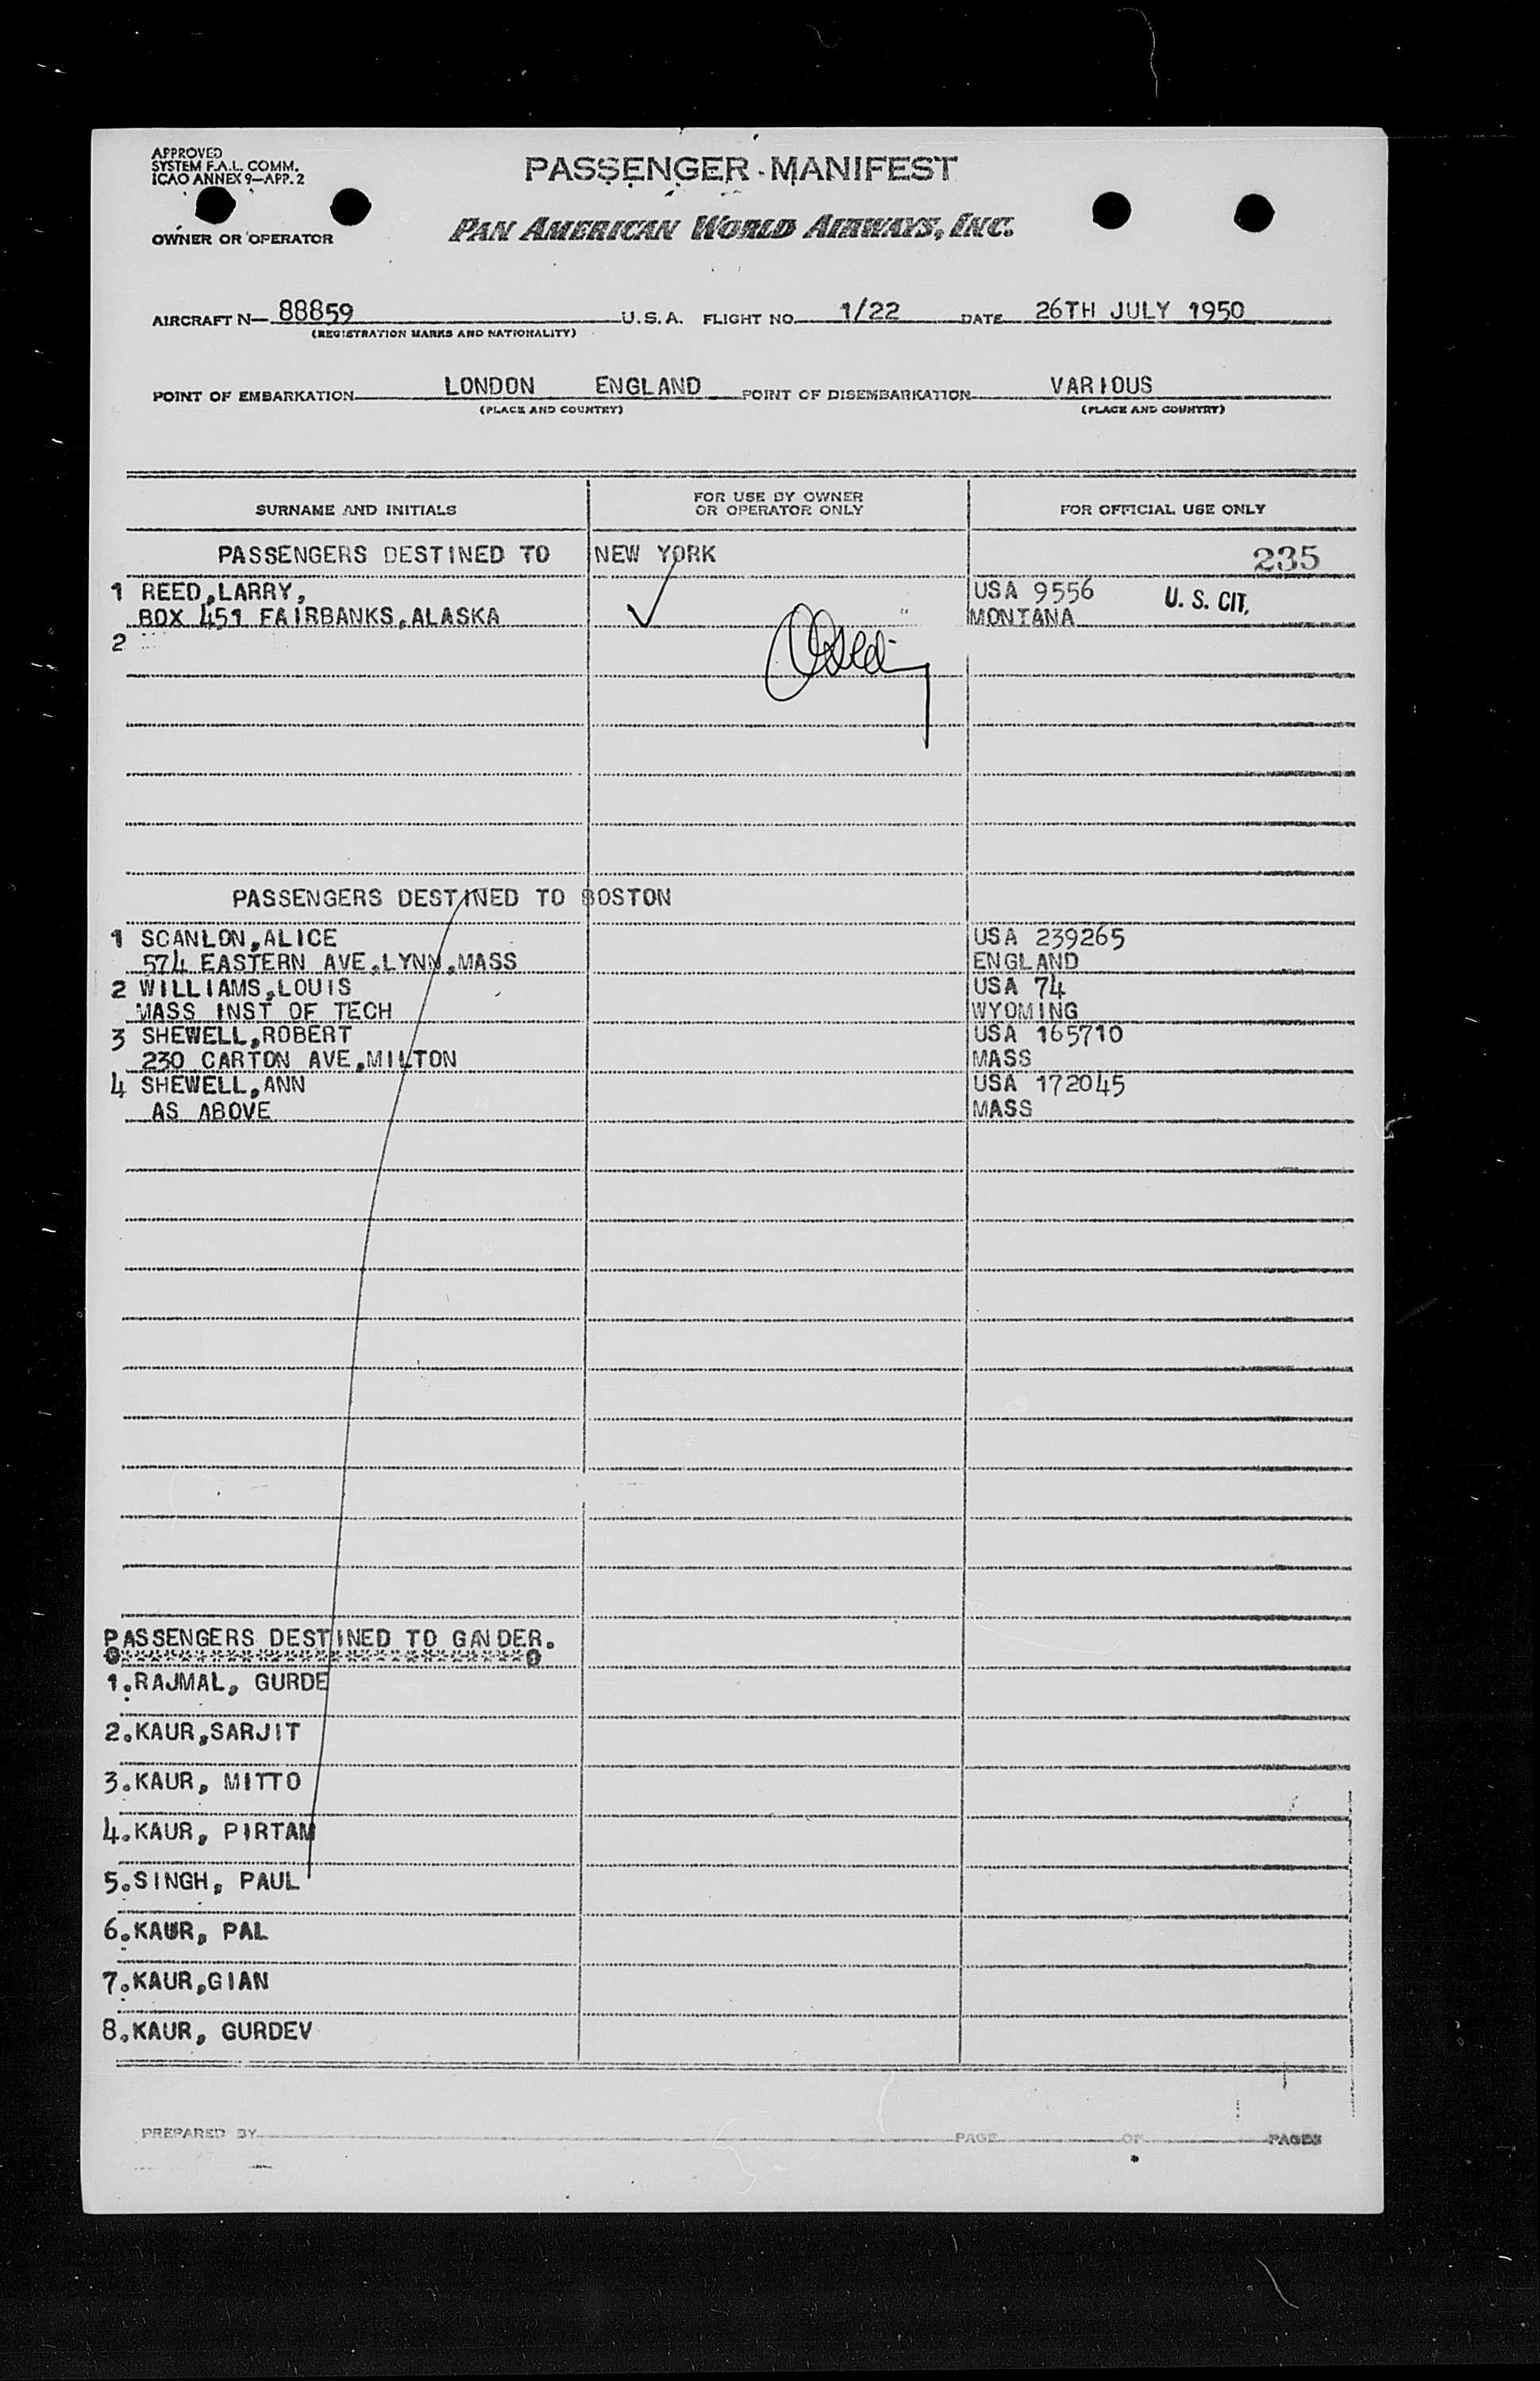 APPROVED
SYSTEM F.A.L. COMM.
ICAO ANNEX 9—APP. 2
PASSENGER MANIFEST
OWNER OR OPERATOR PAN AMERICAN WORLD AIRWAYS, INC.
AIRCRAFT N— 88859 U.S.A. FLIGHT NO. 1/22 DATE 26TH JULY 1950
(REGISTRATION MARKS AND NATIONALITY)
POINT OF EMBARKATION LONDON ENGLAND POINT OF DISEMBARKATION VARIOUS
(PLACE AND COUNTRY) (PLACE AND COUNTRY)
SURNAME AND INITIALS FOR USE BY OWNER OR OPERATOR ONLY FOR OFFICIAL USE ONLY
PASSENGERS DESTINED TO NEW YORK 235
1 REED,LARRY, USA 9556 U. S. CIT.
BOX 451 FAIRBANKS,ALASKA MONTANA
2
PASSENGERS DESTINED TO BOSTON
1 SCANLON,ALICE USA 239265
574 EASTERN AVE,LYNN,MASS ENGLAND
2 WILLIAMS,LOUIS USA 74
MASS INST OF TECH WYOMING
3 SHEWELL,ROBERT USA 165710
230 CARTON AVE,MILTON MASS
4 SHEWELL,ANN USA 172045
AS ABOVE MASS
PASSENGERS DESTINED TO GANDER.
1.RAJMAL, GURDE
2.KAUR,SARJIT
3.KAUR, MITTO
4.KAUR, PIRTAM
5.SINGH, PAUL
6.KAUR, PAL
7.KAUR,GIAN
8.KAUR, GURDEV
PREPARED BY PAGE OF PAGES